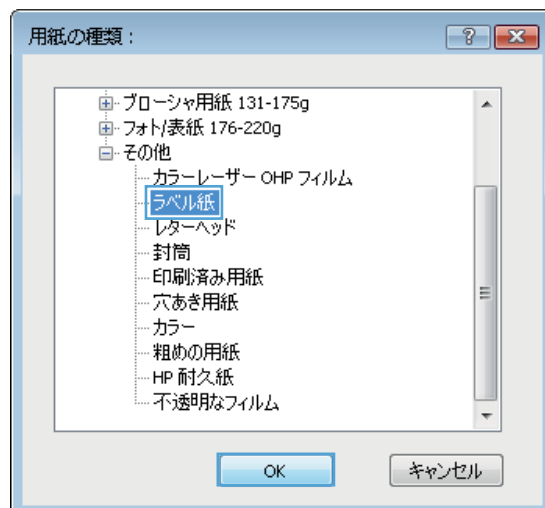 用紙の種類：
ブローシャ用紙 131-175g
フォト/表紙 176-220g
その他
カラーレーザー OHP フィルム
ラベル紙
レターヘッド
封筒
印刷済み用紙
穴あき用紙
カラー
粗めの用紙
HP 耐久紙
不透明なフィルム
OK キャンセル